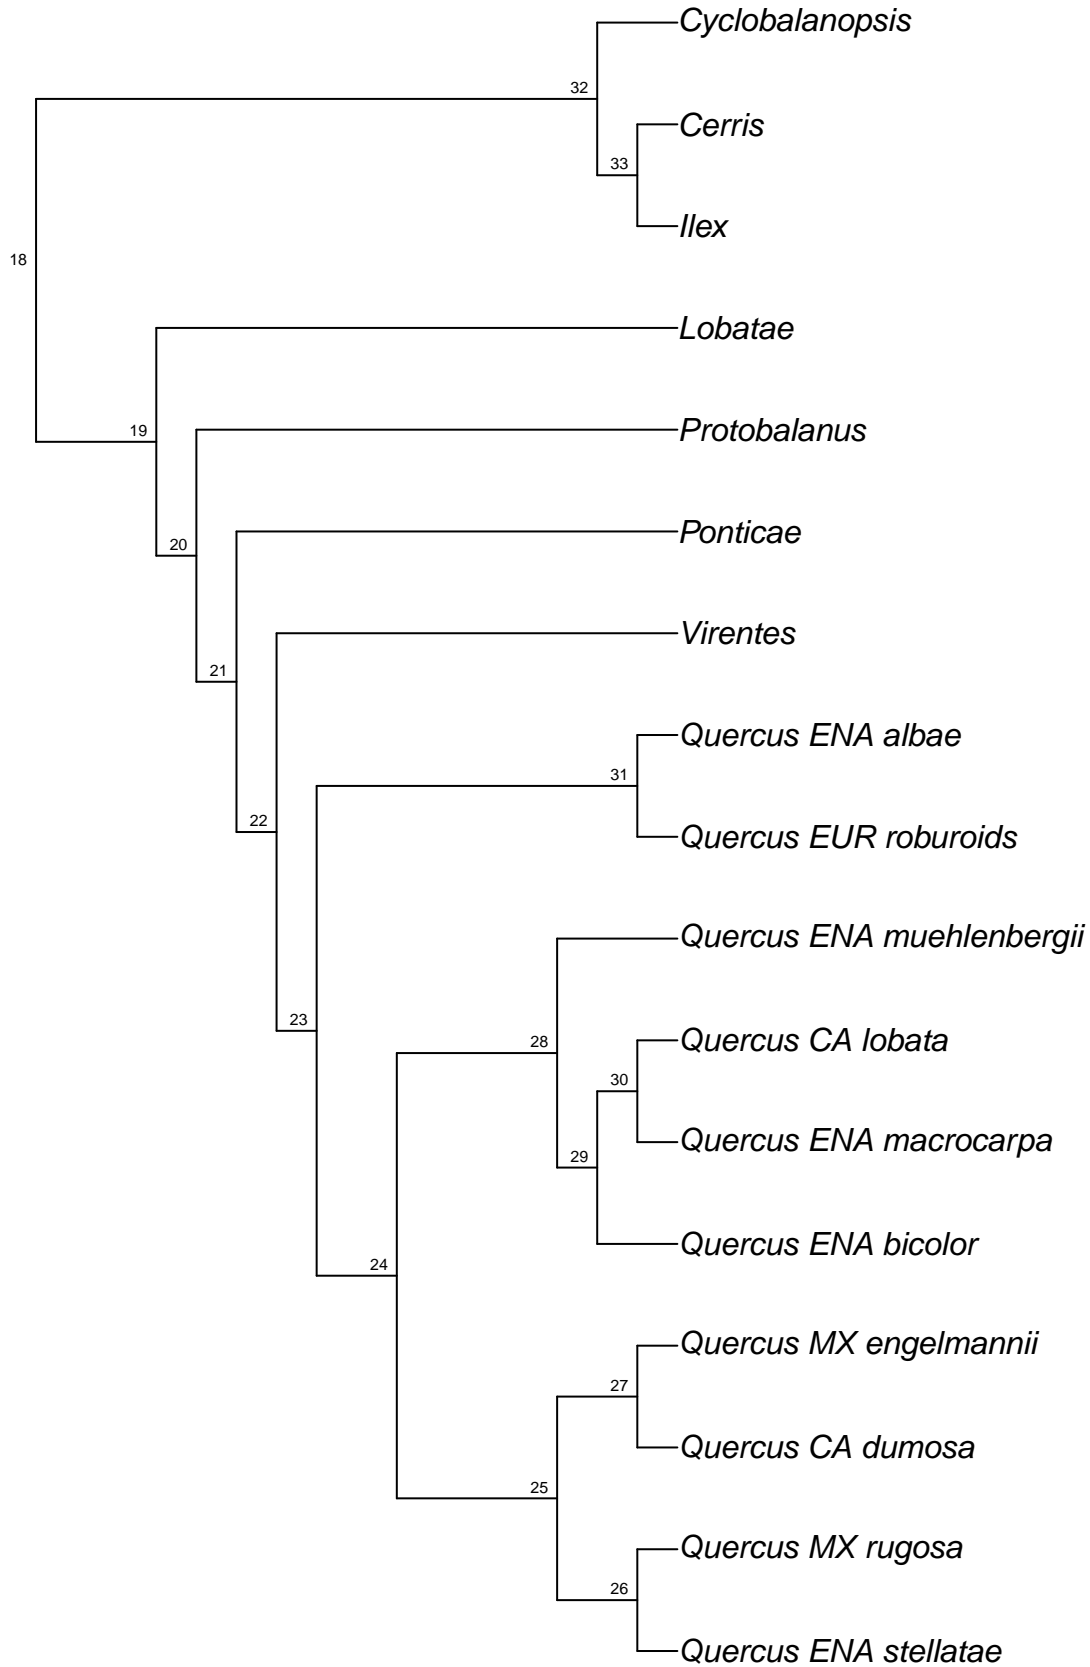 Cyclobalanopsis
32
Cerris
33
Ilex
18
Lobatae
19
Protobalanus
20
Ponticae
21
Virentes
22
Quercus ENA albae
31
Quercus EUR roburoids
23
Quercus ENA muehlenbergii
28
Quercus CA lobata
30
Quercus ENA macrocarpa
29
Quercus ENA bicolor
24
Quercus MX engelmannii
27
Quercus CA dumosa
25
Quercus MX rugosa
26
Quercus ENA stellatae